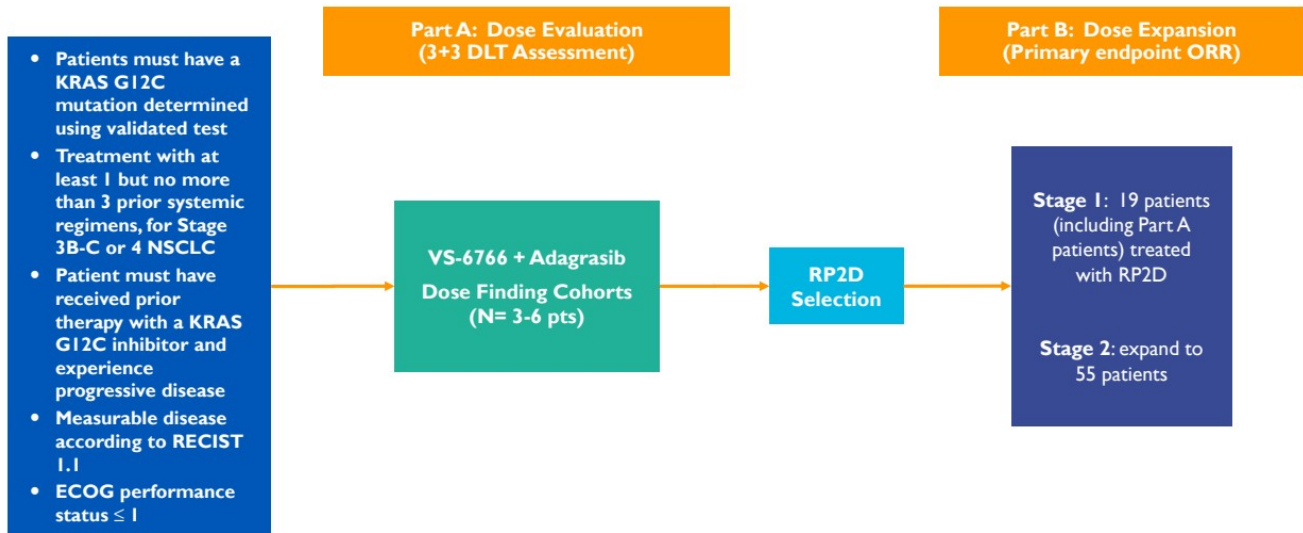 Part A: Dose Evaluation
(3+3 DLT Assessment)
Part B: Dose Expansion
(Primary endpoint ORR)
• Patients must have a
KRAS G12C
mutation determined
using validated test
• Treatment with at
least 1 but no more
than 3 prior systemic
regimens, for Stage
3B-C or 4 NSCLC
• Patient must have
received prior
therapy with a KRAS
G12C inhibitor and
experience
progressive disease
• Measurable disease
according to RECIST
1.1
• ECOG performance
status ≤ 1
VS-6766 + Adagrasib
Dose Finding Cohorts
(N= 3-6 pts)
RP2D
Selection
Stage 1: 19 patients
(including Part A
patients) treated
with RP2D
Stage 2: expand to
55 patients